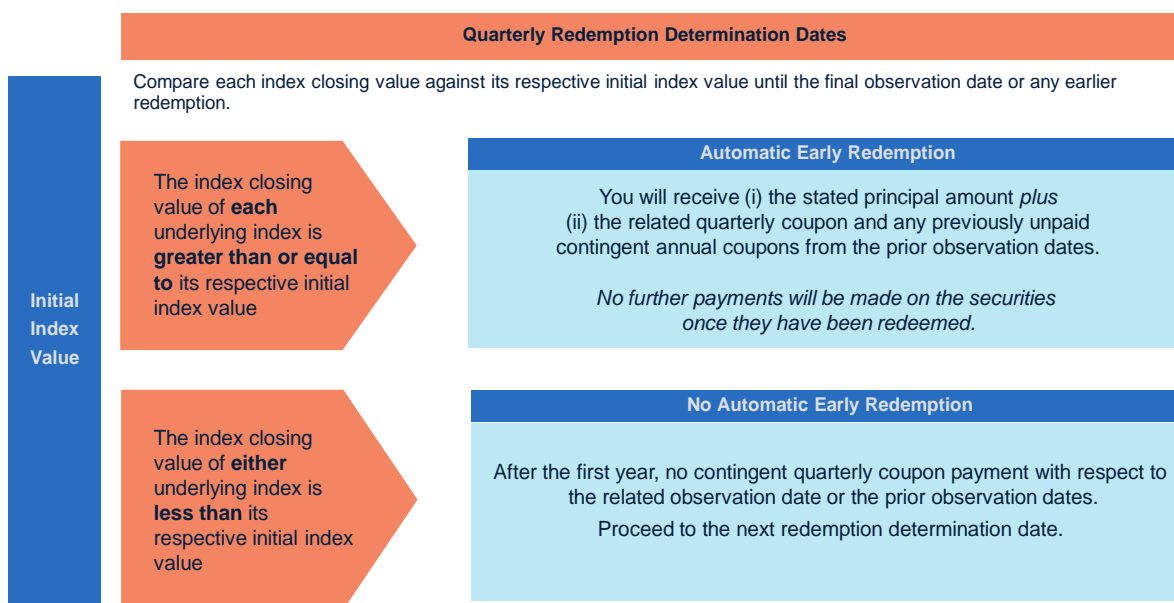 Quarterly Redemption Determination Dates
Compare each index closing value against its respective initial index value until the final observation date or any earlier
redemption.
Initial
Index
Value
The index closing
value of each
underlying index is
greater than or equal
to its respective initial
index value
Automatic Early Redemption
You will receive (i) the stated principal amount plus
(ii) the related quarterly coupon and any previously unpaid
contingent annual coupons from the prior observation dates.
No further payments will be made on the securities
once they have been redeemed.
The index closing
value of either
underlying index is
less than its
respective initial index
value
No Automatic Early Redemption
After the first year, no contingent quarterly coupon payment with respect to
the related observation date or the prior observation dates.
Proceed to the next redemption determination date.